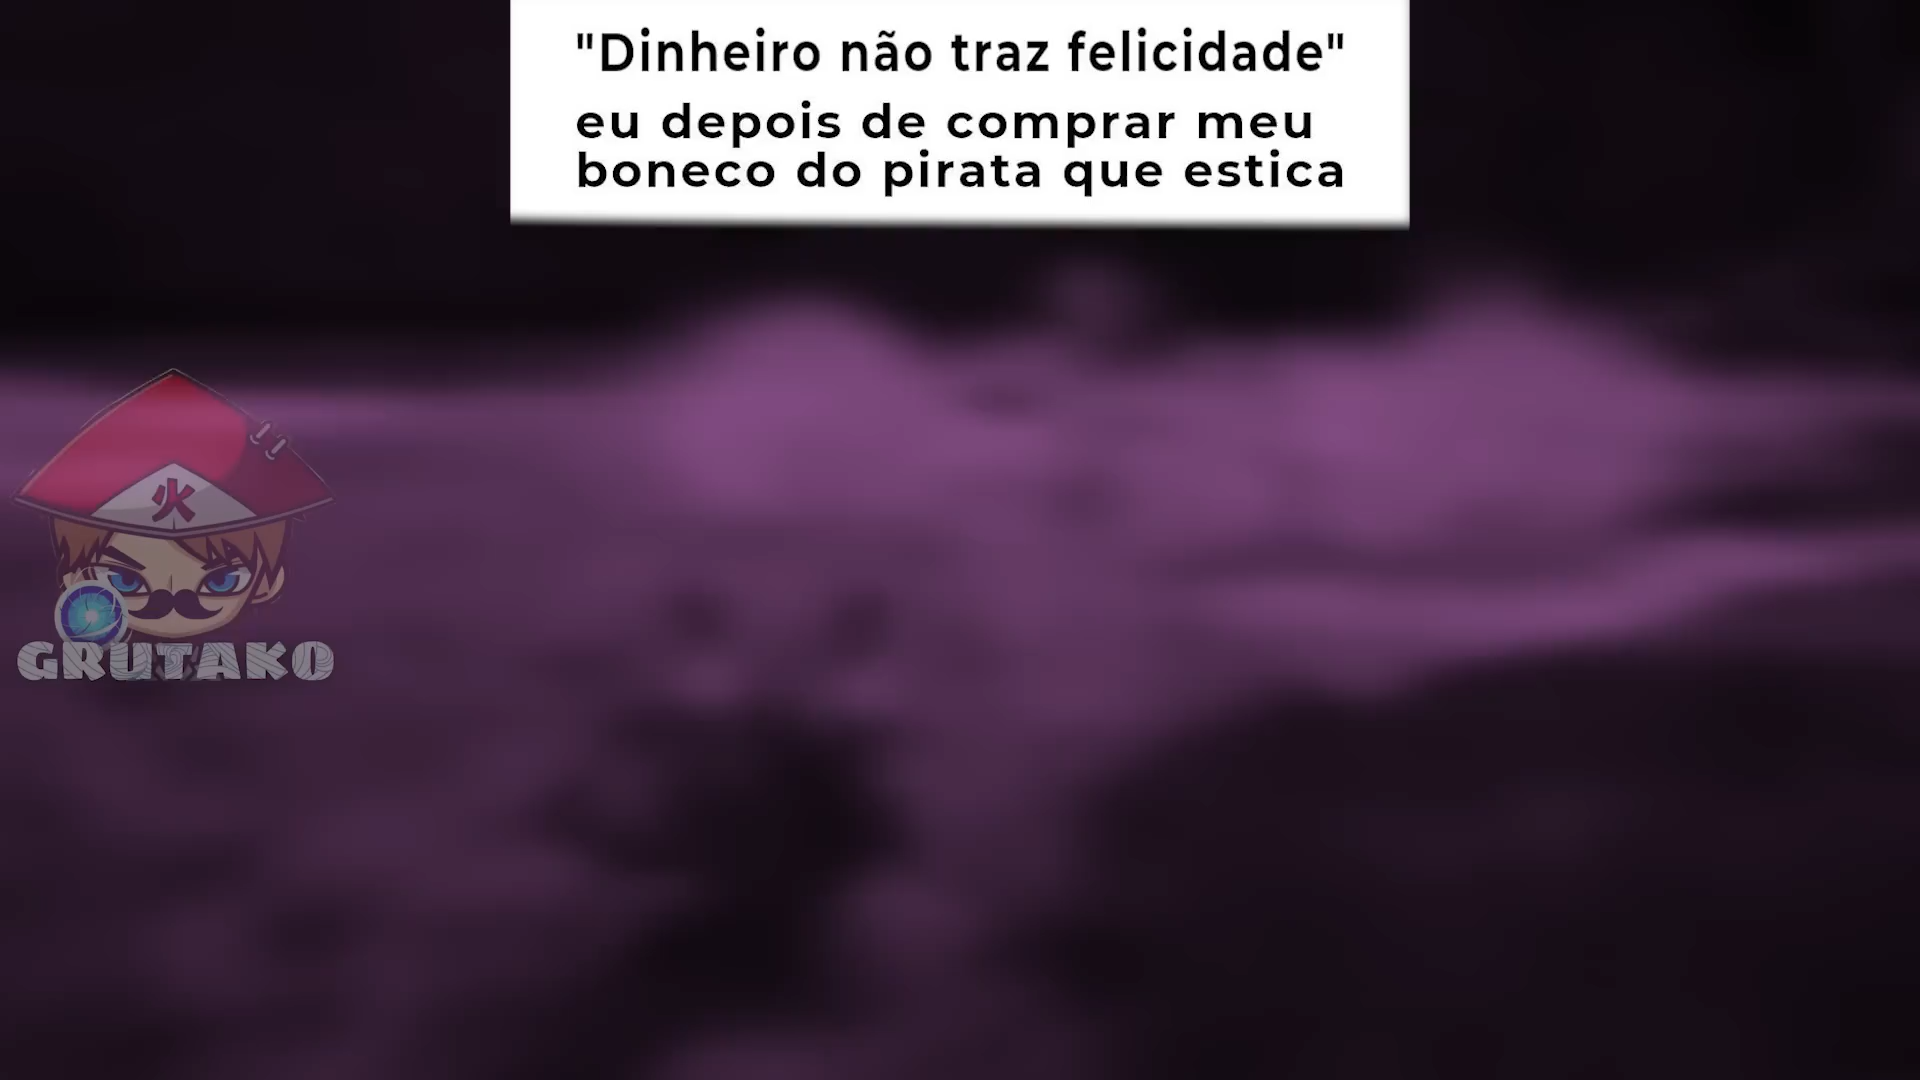 "Dinheiro não traz felicidade"
eu depois de comprar meu
boneco do pirata que estica
火
GRUTAKO